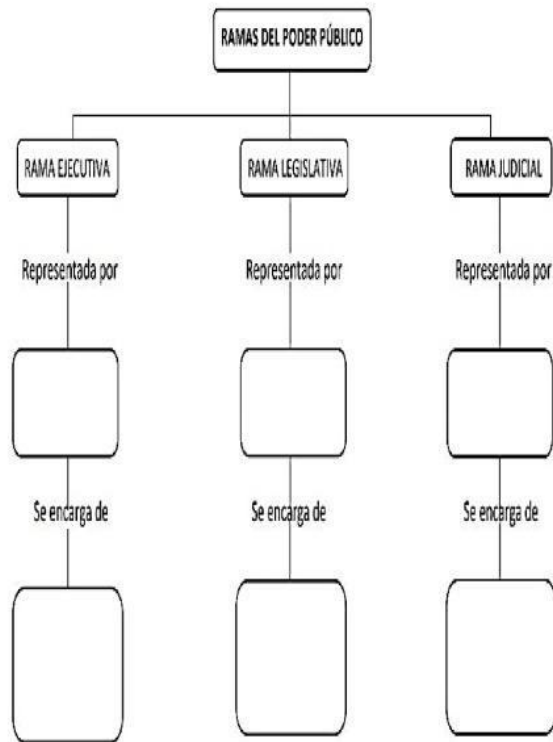 RAMAS DEL PODER PÚBLICO
RAMA EJECUTIVA
RAMA LEGISLATIVA
RAMA JUDICIAL
Representada por
Representada por
Representada por
Se encarga de
Se encarga de
Se encarga de